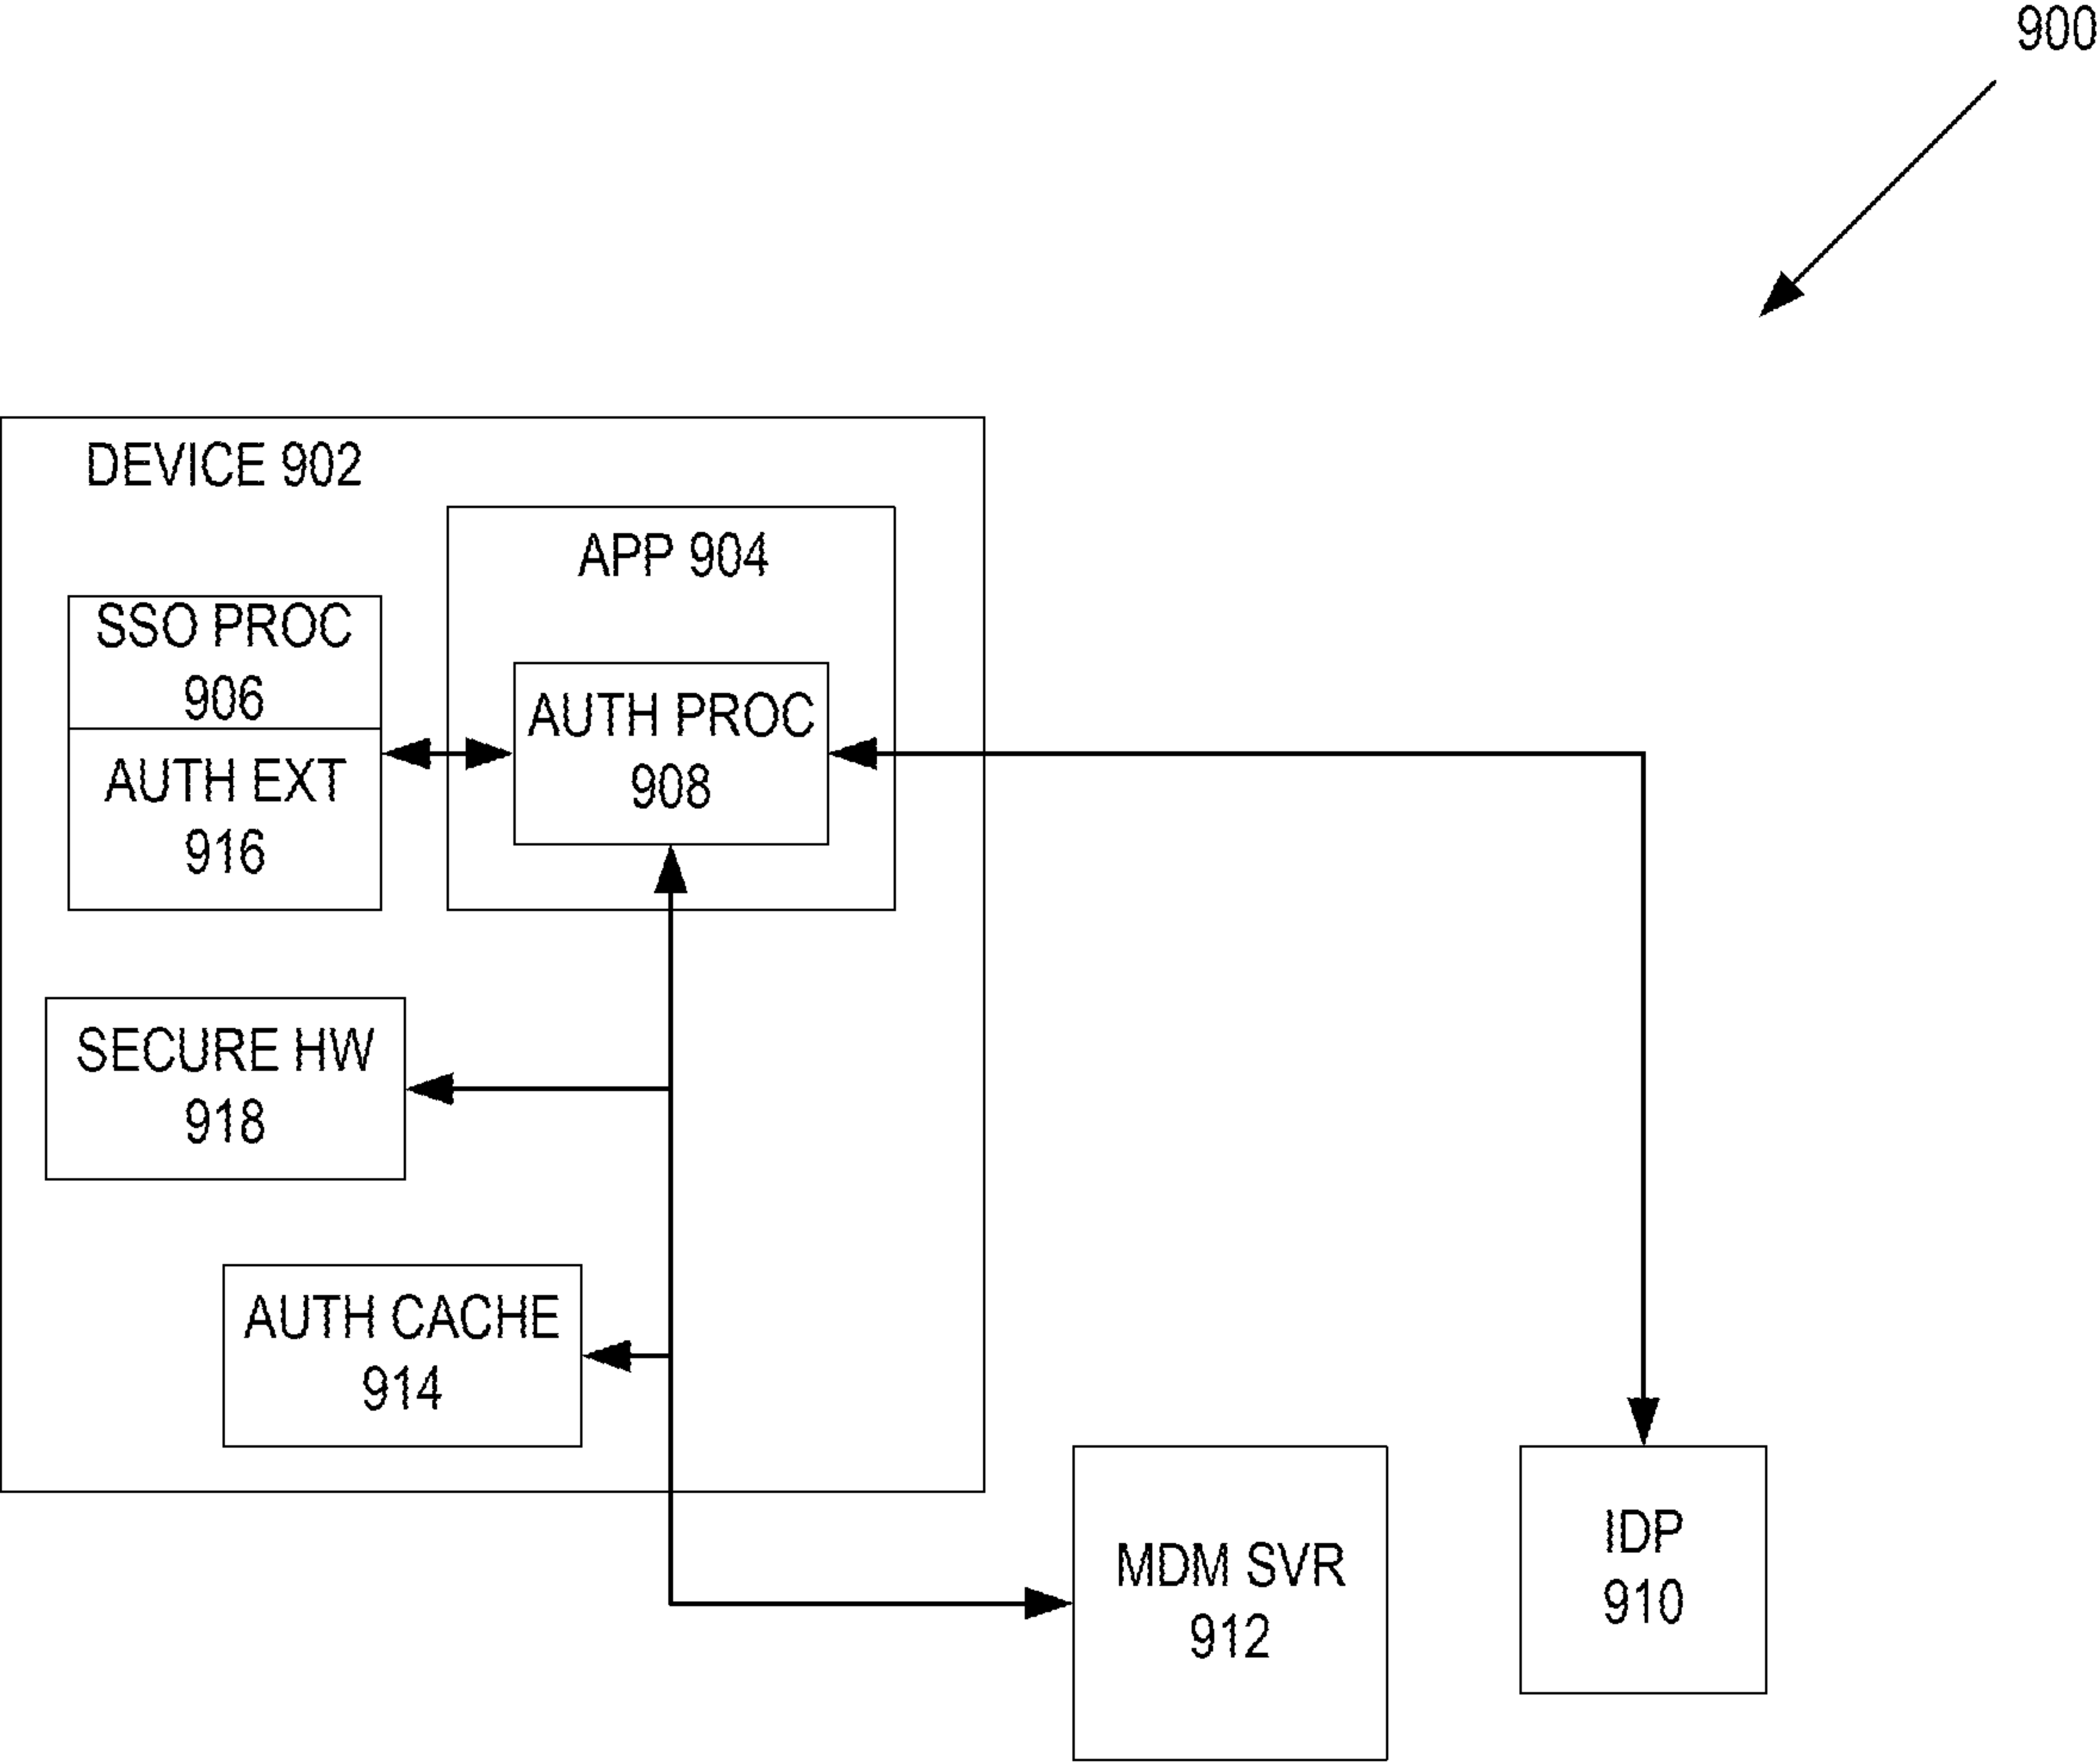 900
DEVICE 902
APP 904
SSO PROC
906
AUTH PROC
908
AUTH EXT
916
SECURE HW
918
AUTH CACHE
914
MDM SVR
912
IDP
910